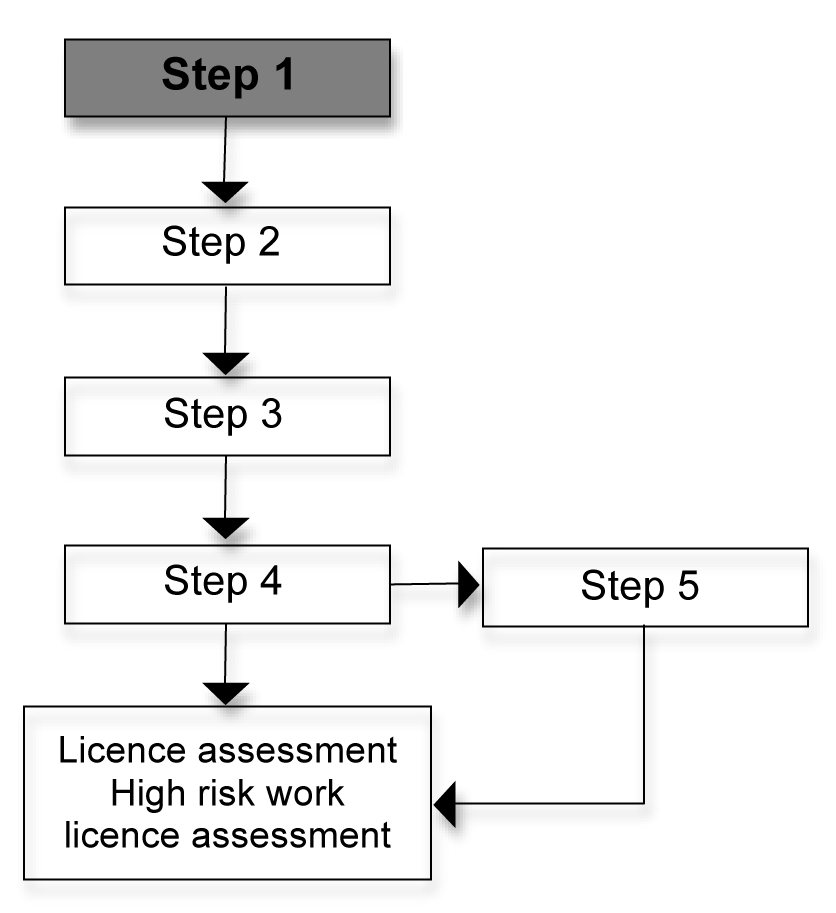 Step 1
Step 2
Step 3
Step 4
Step 5
Licence assessment
High risk work
licence assessment